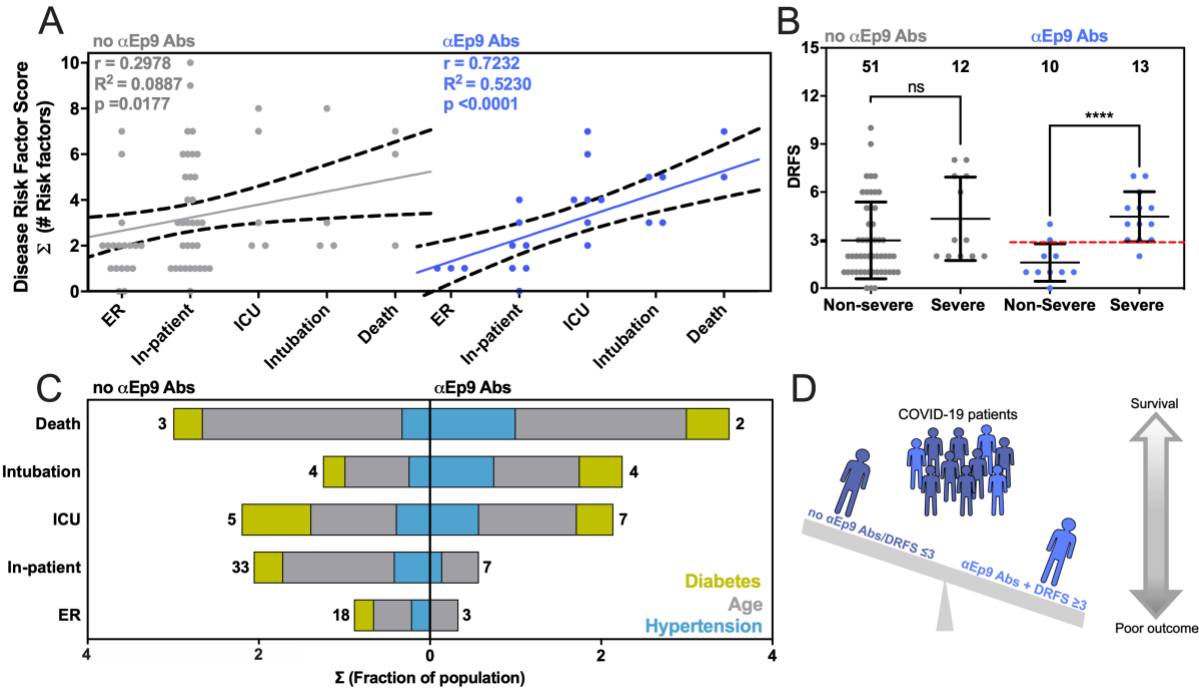 A
no αEp9 Abs
r = 0.2978
R² = 0.0887
p =0.0177
αEp9 Abs
r = 0.7232
R² = 0.5230
p <0.0001
Disease Risk Factor Score
Σ (# Risk factors)
10
8
6
4
2
0
ER
In-patient
ICU
Intubation
Death
ER
In-patient
ICU
Intubation
Death
B
no αEp9 Abs
αEp9 Abs
51
12
10
13
ns
****
DRFS
15
12
9
6
3
0
Non-severe
Severe
Non-severe
Severe
C
no αEp9 Abs
αEp9 Abs
Death
3
2
Intubation
4
4
ICU
5
7
In-patient
33
7
ER
18
3
Diabetes
Age
Hypertension
4
2
0
2
4
Σ (Fraction of population)
D
COVID-19 patients
no αEp9 Abs/DRFS ≤3
αEp9 Abs + DRFS ≥3
Survival
Poor outcome